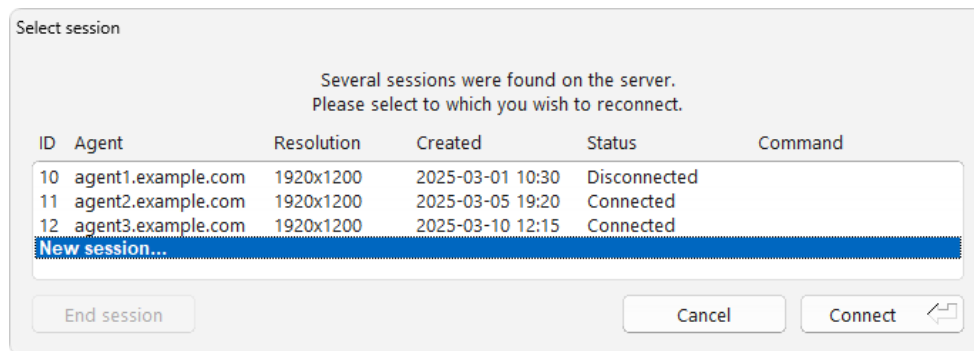 Select session
Several sessions were found on the server.
Please select to which you wish to reconnect.
ID Agent Resolution Created Status Command
10 agent1.example.com 1920x1200 2025-03-01 10:30 Disconnected
11 agent2.example.com 1920x1200 2025-03-05 19:20 Connected
12 agent3.example.com 1920x1200 2025-03-10 12:15 Connected
New session...
End session Cancel Connect